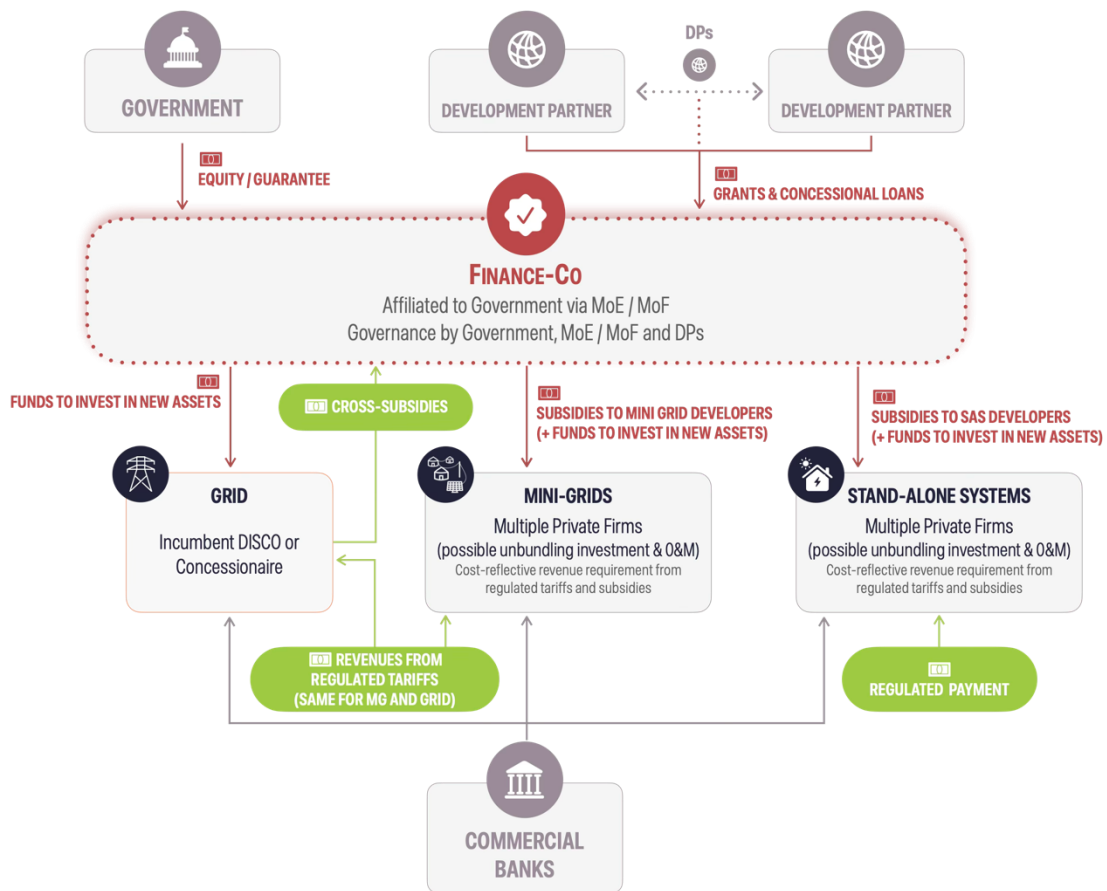 DPs
GOVERNMENT
DEVELOPMENT PARTNER
DEVELOPMENT PARTNER
EQUITY / GUARANTEE
GRANTS & CONCESSIONAL LOANS
FINANCE-CO
Affiliated to Government via MoE / MoF
Governance by Government, MoE / MoF and DPs
FUNDS TO INVEST IN NEW ASSETS
CROSS-SUBSIDIES
SUBSIDIES TO MINI GRID DEVELOPERS
(+ FUNDS TO INVEST IN NEW ASSETS)
SUBSIDIES TO SAS DEVELOPERS
(+ FUNDS TO INVEST IN NEW ASSETS)
GRID
Incumbent DISCO or
Concessionaire
MINI-GRIDS
Multiple Private Firms
(possible unbundling investment & O&M)
Cost-reflective revenue requirement from
regulated tariffs and subsidies
STAND-ALONE SYSTEMS
Multiple Private Firms
(possible unbundling investment & O&M)
Cost-reflective revenue requirement from
regulated tariffs and subsidies
REVENUES FROM
REGULATED TARIFFS
(SAME FOR MG AND GRID)
REGULATED PAYMENT
COMMERCIAL
BANKS